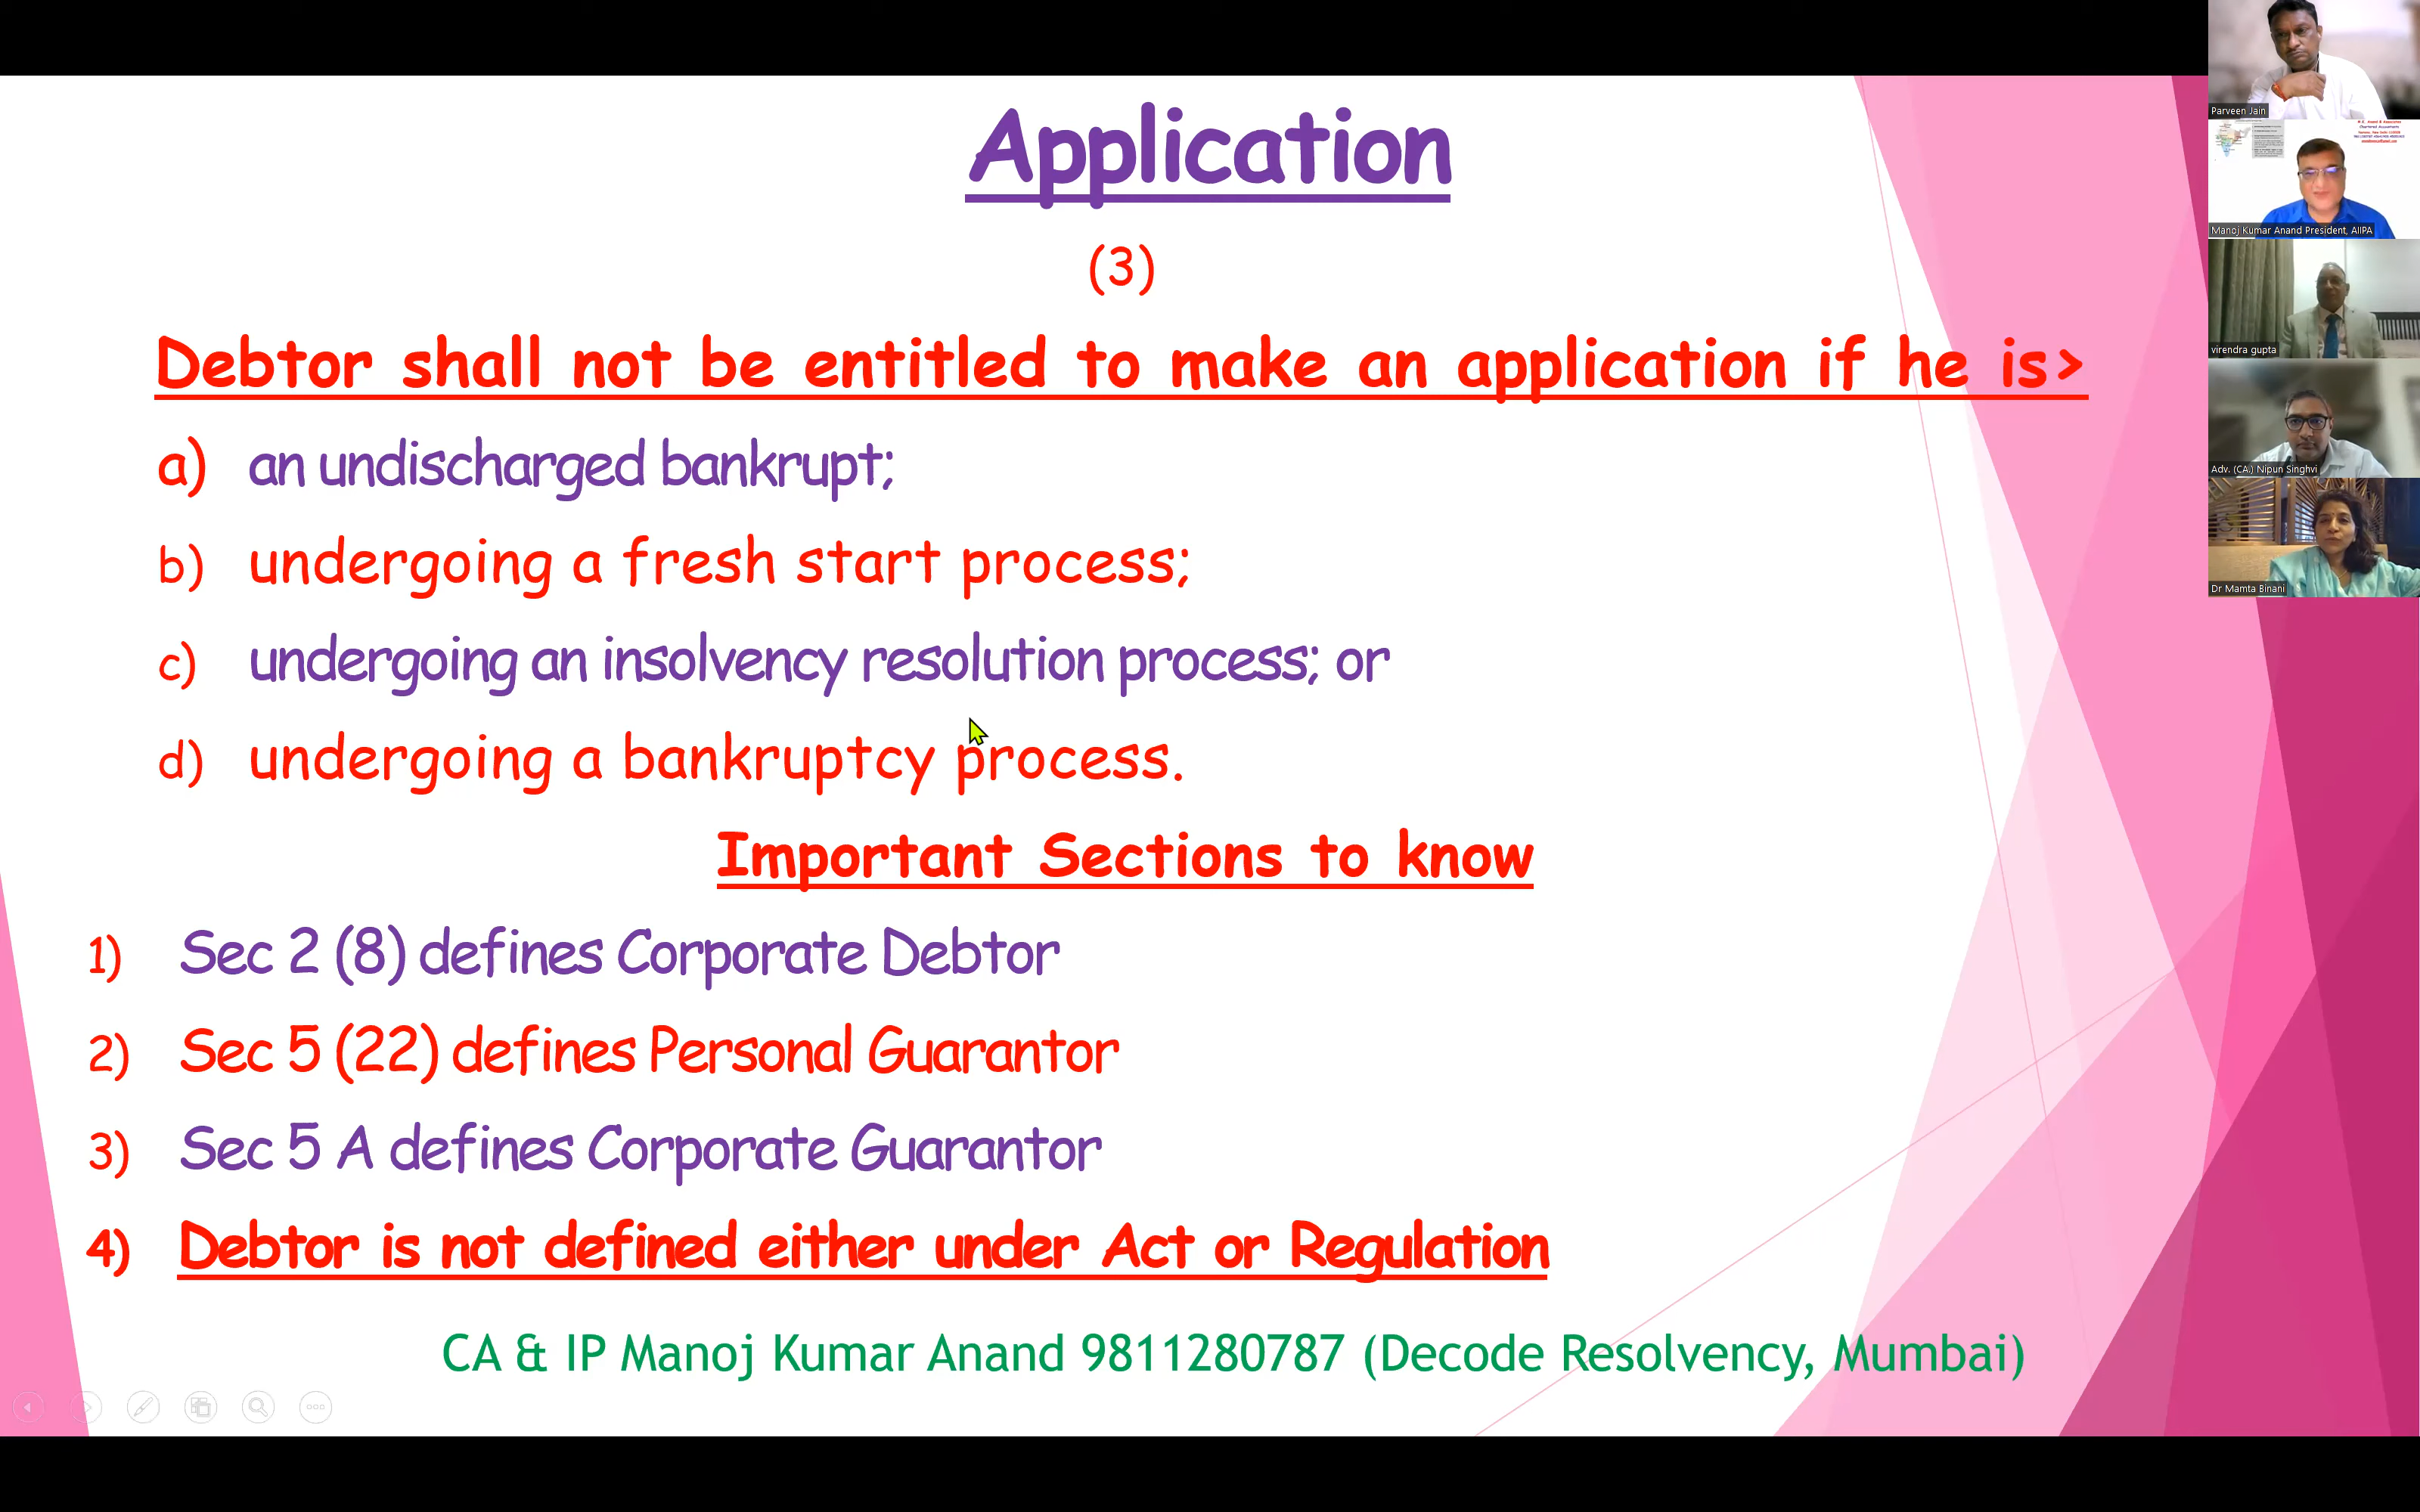 Application
(3)
Debtor shall not be entitled to make an application if he is>
a) an undischarged bankrupt;
b) undergoing a fresh start process;
c) undergoing an insolvency resolution process; or
d) undergoing a bankruptcy process.
Important Sections to know
1) Sec 2 (8) defines Corporate Debtor
2) Sec 5 (22) defines Personal Guarantor
3) Sec 5 A defines Corporate Guarantor
4) Debtor is not defined either under Act or Regulation
CA & IP Manoj Kumar Anand 9811280787 (Decode Resolvency, Mumbai)
Parveen Jain
Manoj Kumar Anand President, AIIPA
virendra gupta
Adv. (CA.) Nipun Singhvi
Dr Mamta Binani